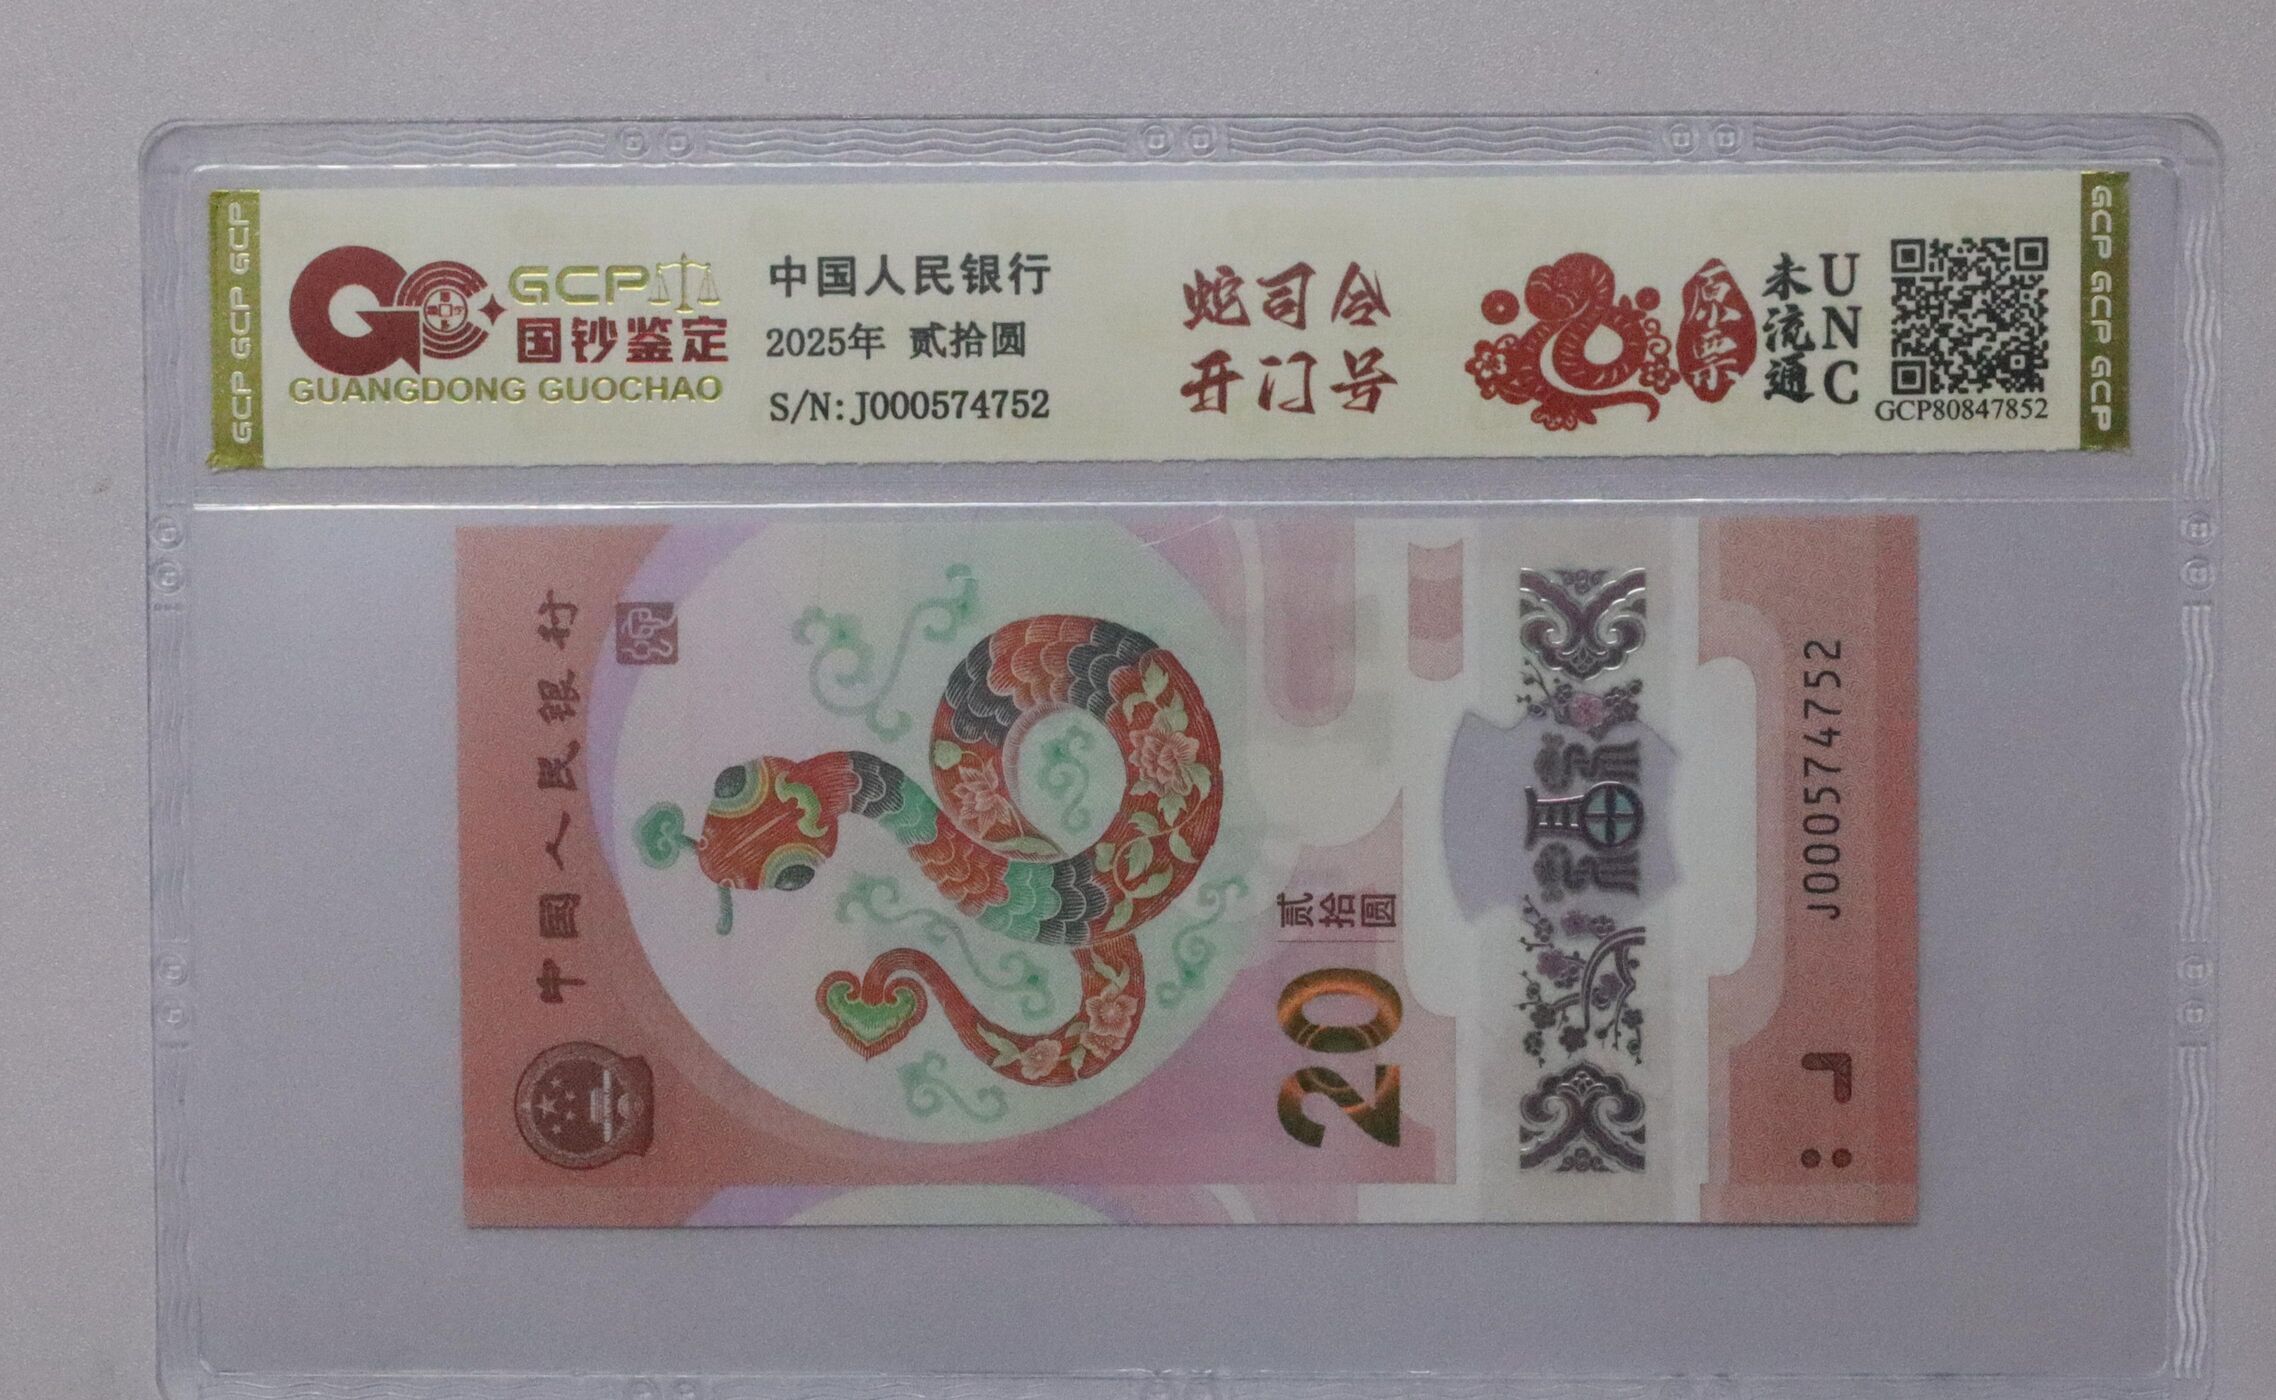 GCP GCP GCP
GCP
国钞鉴定
GUANGDONG GUOCHAO
中国人民银行
2025年 贰拾圆
S/N:J000574752
蛇司令
开门号
原票
未流通
UNC
GCP80847852
GCP GCP GCP
中国人民银行
贰拾圆
20
福
J000574752